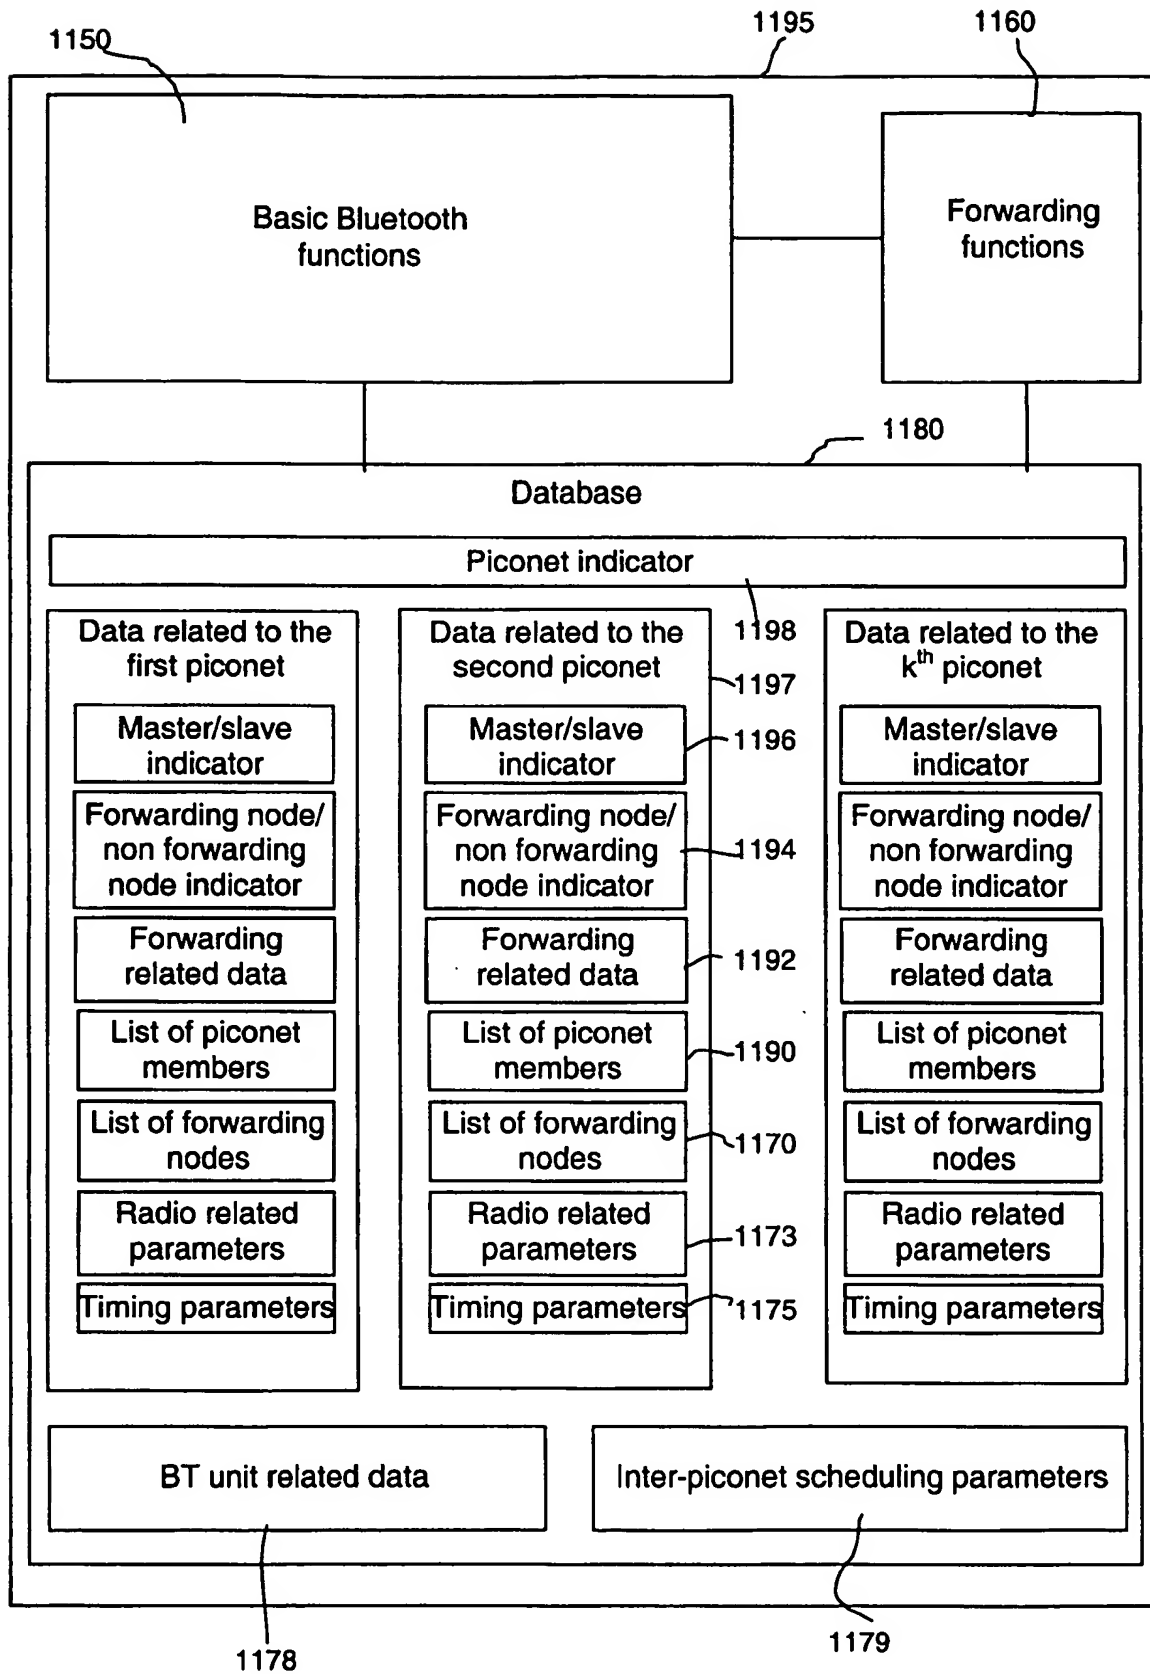 1150
1195
1160
Basic Bluetooth
functions
Forwarding
functions
1180
Database
Piconet indicator
1198
Data related to the
first piconet
Master/slave
indicator
Forwarding node/
non forwarding
node indicator
Forwarding
related data
List of piconet
members
List of forwarding
nodes
Radio related
parameters
Timing parameters
Data related to the
second piconet
Master/slave
indicator
Forwarding node/
non forwarding
node indicator
Forwarding
related data
List of piconet
members
List of forwarding
nodes
Radio related
parameters
Timing parameters
1197
1196
1194
1192
1190
1170
1173
1175
Data related to the
kth piconet
Master/slave
indicator
Forwarding node/
non forwarding
node indicator
Forwarding
related data
List of piconet
members
List of forwarding
nodes
Radio related
parameters
Timing parameters
BT unit related data
Inter-piconet scheduling parameters
1178
1179